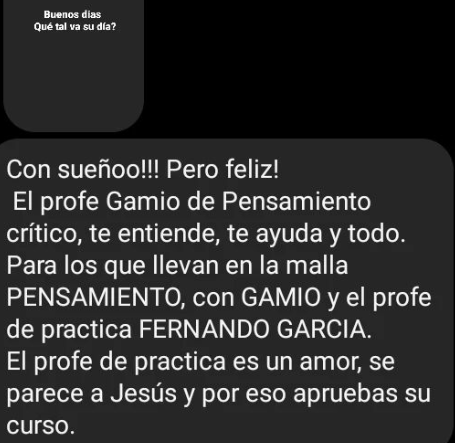 Buenos dias
Qué tal va su día?
Con sueñoo!!! Pero feliz!
El profe Gamio de Pensamiento
crítico, te entiende, te ayuda y todo.
Para los que llevan en la malla
PENSAMIENTO, con GAMIO y el profe
de practica FERNANDO GARCIA.
El profe de practica es un amor, se
parece a Jesús y por eso apruebas su
curso.